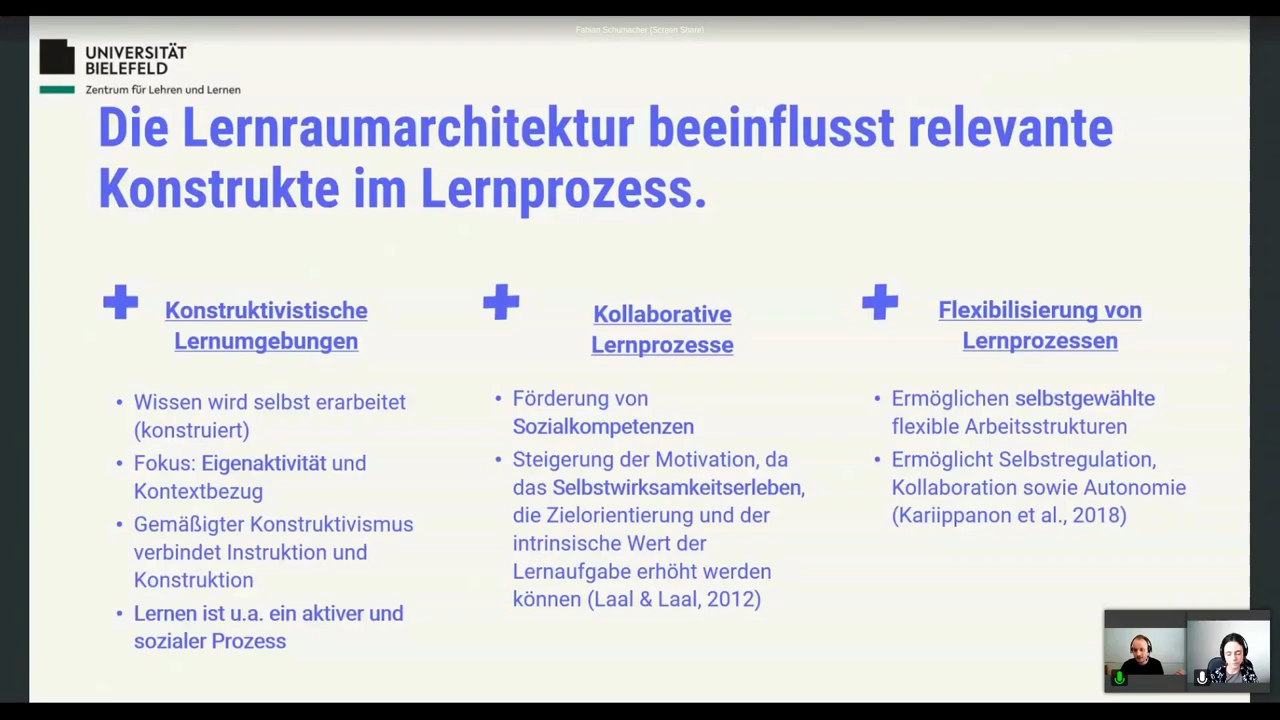 Fabian Schumacher (Screen Share)
UNIVERSITÄT
BIELEFELD
Zentrum für Lehren und Lernen
Die Lernraumarchitektur beeinflusst relevante
Konstrukte im Lernprozess.
Konstruktivistische
Lernumgebungen
• Wissen wird selbst erarbeitet
(konstruiert)
• Fokus: Eigenaktivität und
Kontextbezug
• Gemäßigter Konstruktivismus
verbindet Instruktion und
Konstruktion
• Lernen ist u.a. ein aktiver und
sozialer Prozess
Kollaborative
Lernprozesse
• Förderung von
Sozialkompetenzen
• Steigerung der Motivation, da
das Selbstwirksamkeitserleben,
die Zielorientierung und der
intrinsische Wert der
Lernaufgabe erhöht werden
können (Laal & Laal, 2012)
Flexibilisierung von
Lernprozessen
• Ermöglichen selbstgewählte
flexible Arbeitsstrukturen
• Ermöglicht Selbstregulation,
Kollaboration sowie Autonomie
(Kariippanon et al., 2018)